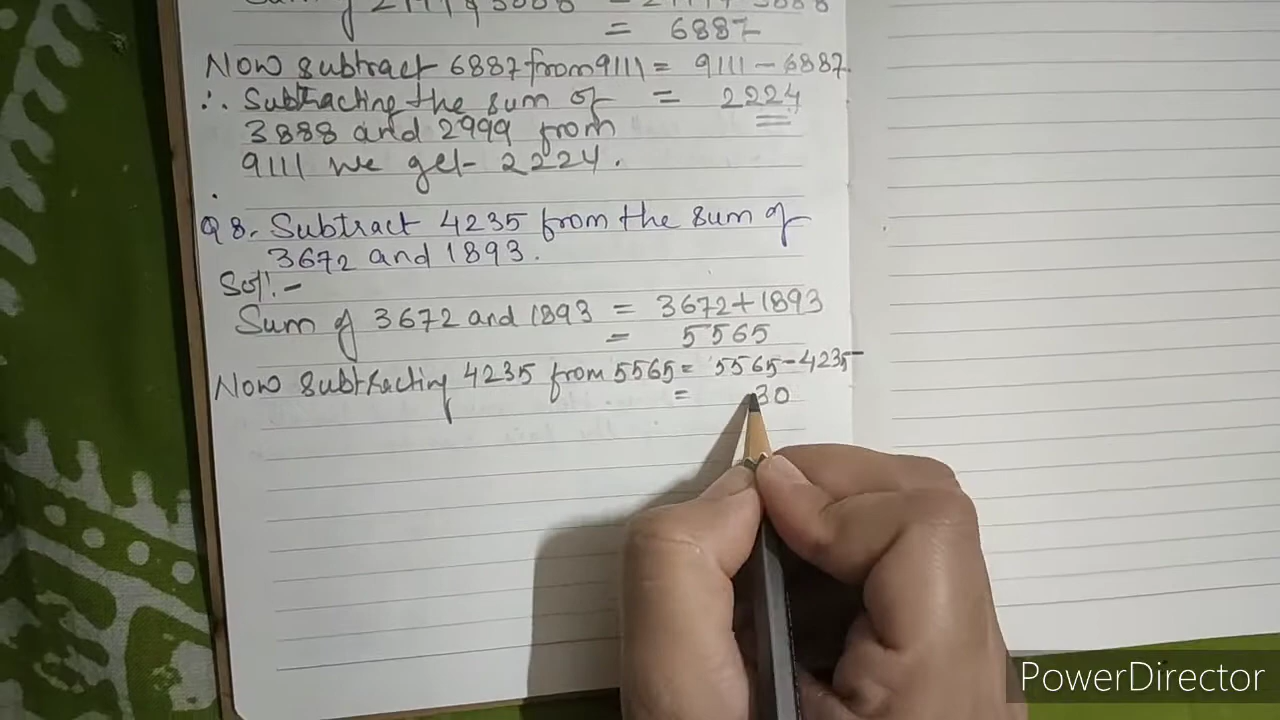 = 6887
Now subtract 6887 from 9111 = 9111 - 6887.
∴ Subtracting the sum of = 2224
3888 and 2999 from
9111 we get 2224.
Q 8. Subtract 4235 from the sum of
3672 and 1893.
Sol!:-
Sum of 3672 and 1893 = 3672 + 1893
= 5565
Now subtracting 4235 from 5565 = 5565 - 4235
= 30
PowerDirector